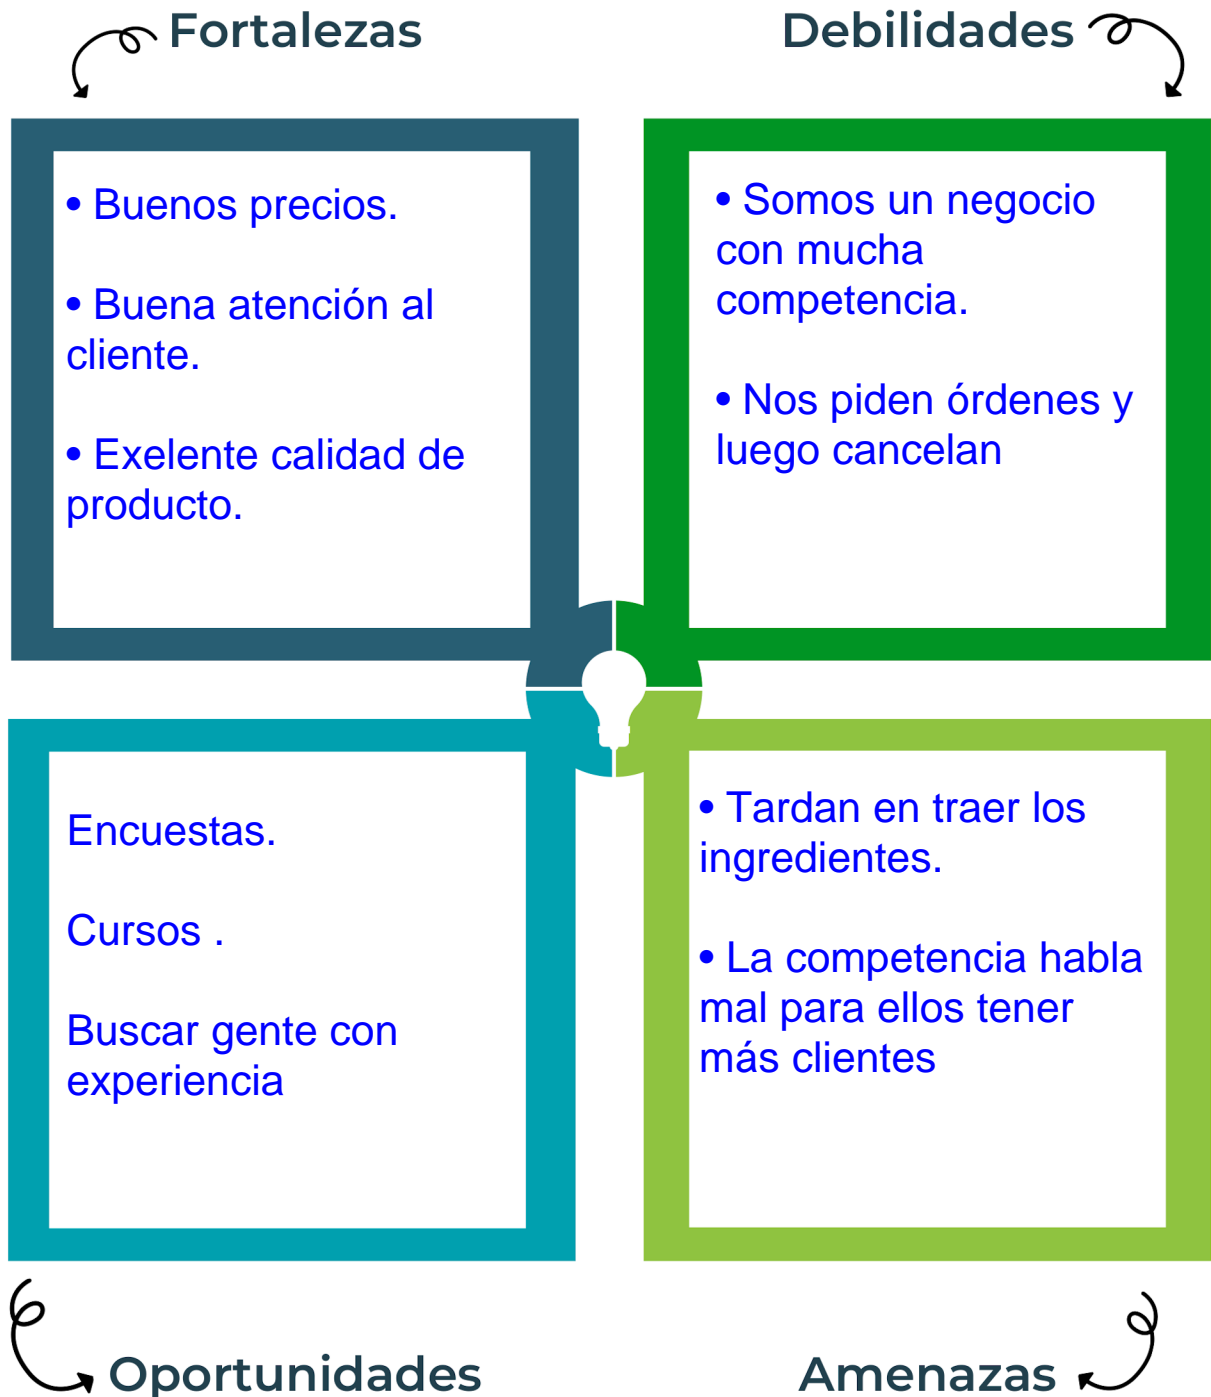 Fortalezas
• Buenos precios.
• Buena atención al
cliente.
• Exelente calidad de
producto.
Debilidades
• Somos un negocio
con mucha
competencia.
• Nos piden órdenes y
luego cancelan
Encuestas.
Cursos .
Buscar gente con
experiencia
Oportunidades
• Tardan en traer los
ingredientes.
• La competencia habla
mal para ellos tener
más clientes
Amenazas